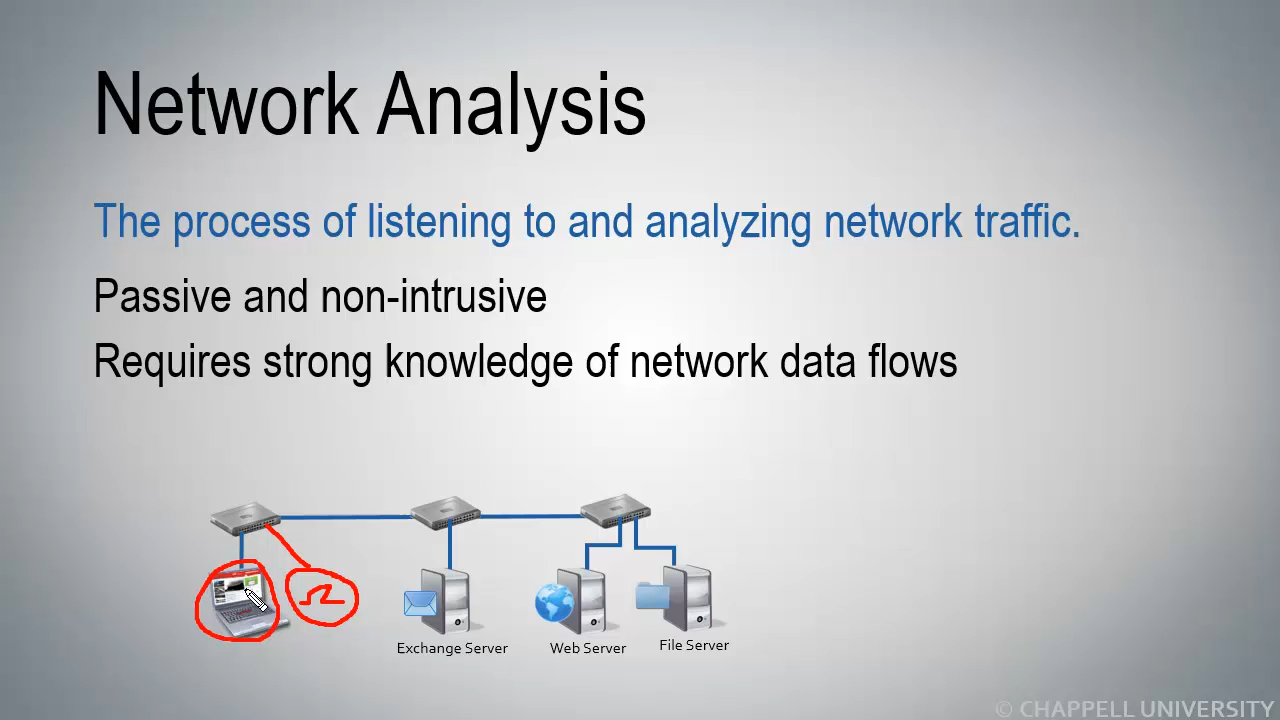 Network Analysis
The process of listening to and analyzing network traffic.
Passive and non-intrusive
Requires strong knowledge of network data flows
Exchange Server
Web Server
File Server
© CHAPPELL UNIVERSITY